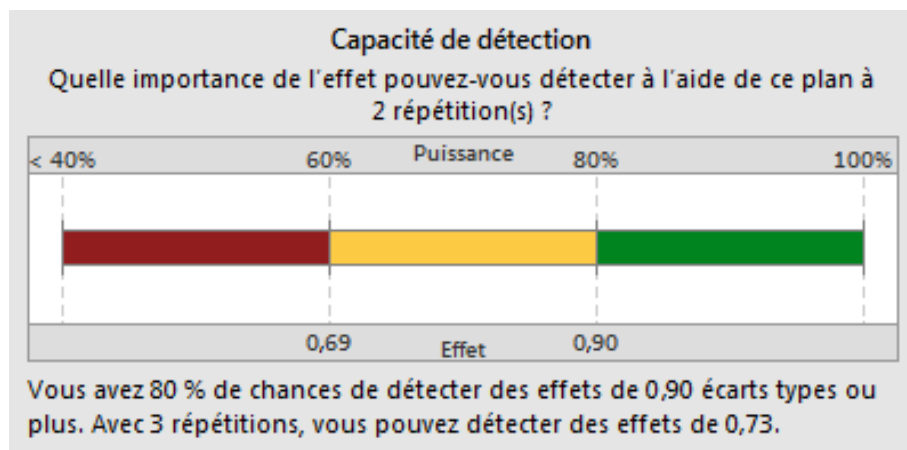 Capacité de détection
Quelle importance de l'effet pouvez-vous détecter à l'aide de ce plan à
2 répétition(s) ?
< 40% 60% Puissance 80% 100%
0,69 Effet 0,90
Vous avez 80 % de chances de détecter des effets de 0,90 écarts types ou
plus. Avec 3 répétitions, vous pouvez détecter des effets de 0,73.